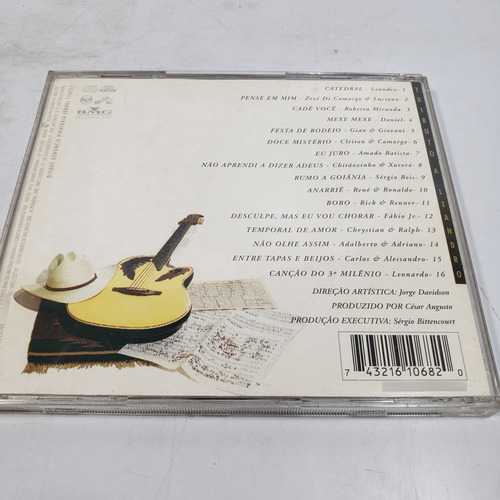 CATEDRAL - Leandro - 1
PENSE EM MIM - Zezé Di Camargo & Luciano - 2
CADÊ VOCÊ - Roberta Miranda - 3
MEXE MEXE - Daniel - 4
FESTA DE RODEIO - Gian & Giovani - 5
DOCE MISTÉRIO - Cleiton & Camargo - 6
EU JURO - Amado Batista - 7
NÃO APRENDI A DIZER ADEUS - Chitãozinho & Xororó - 8
RUMO A GOIÂNIA - Sérgio Reis - 9
ANARRIÊ - Renê & Ronaldo - 10
BOBO - Rick & Renner - 11
DESCULPE, MAS EU VOU CHORAR - Fábio Jr. - 12
TEMPORAL DE AMOR - Chrystian & Ralph - 13
NÃO OLHE ASSIM - Adalberto & Adriano - 14
ENTRE TAPAS E BEIJOS - Carlos & Alessandro - 15
CANÇÃO DO 3º MILÊNIO - Leonardo - 16
DIREÇÃO ARTÍSTICA: Jorge Davidson
PRODUZIDO POR César Augusto
PRODUÇÃO EXECUTIVA: Sérgio Bittencourt
TRIBUTO A LEANDRO
BMG
7 43216 10682 0